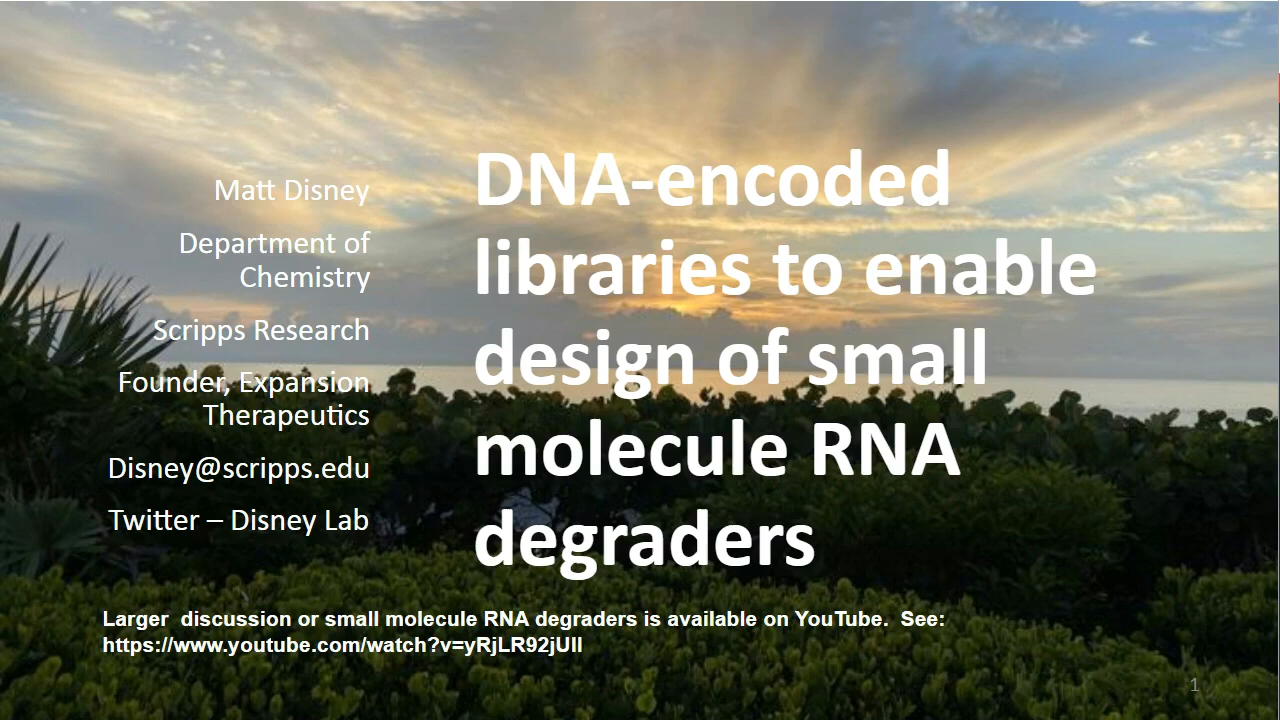 Matt Disney
Department of
Chemistry
Scripps Research
Founder, Expansion
Therapeutics
Disney@scripps.edu
Twitter – Disney Lab
DNA-encoded
libraries to enable
design of small
molecule RNA
degraders
Larger  discussion or small molecule RNA degraders is available on YouTube.  See:
https://www.youtube.com/watch?v=yRjLR92jUII
1